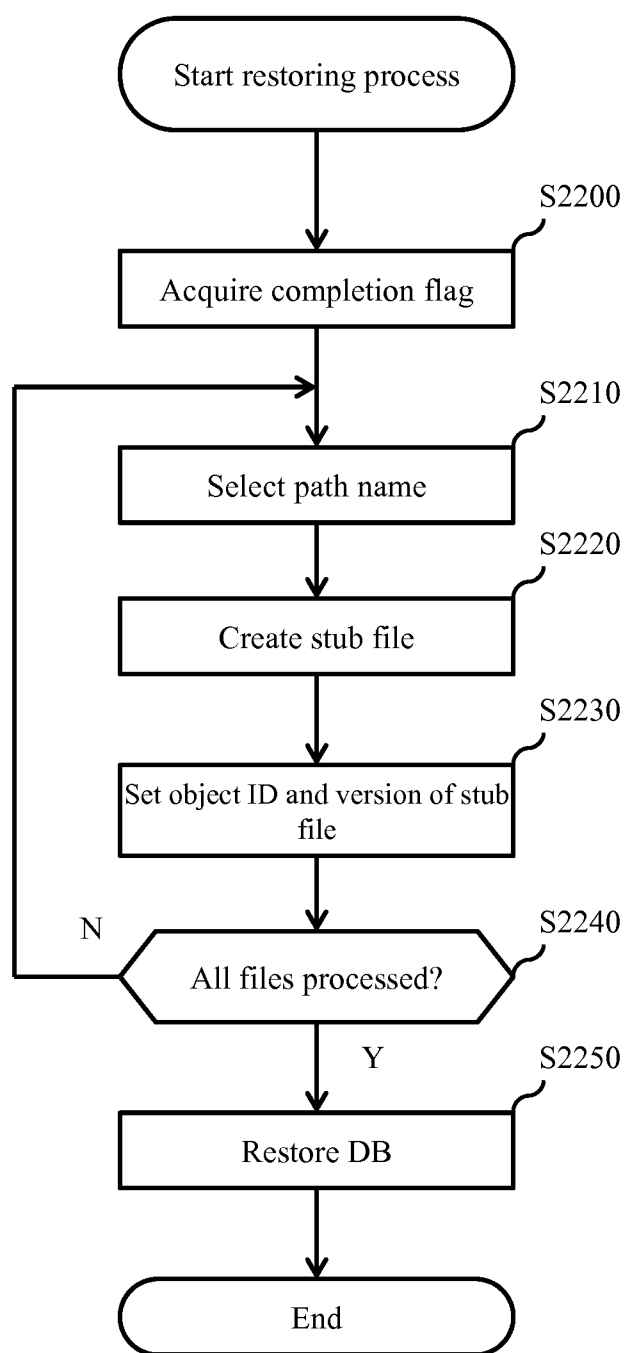 Start restoring process
S2200
Acquire completion flag
S2210
Select path name
S2220
Create stub file
S2230
Set object ID and version of stub
file
N
S2240
All files processed?
Y
S2250
Restore DB
End